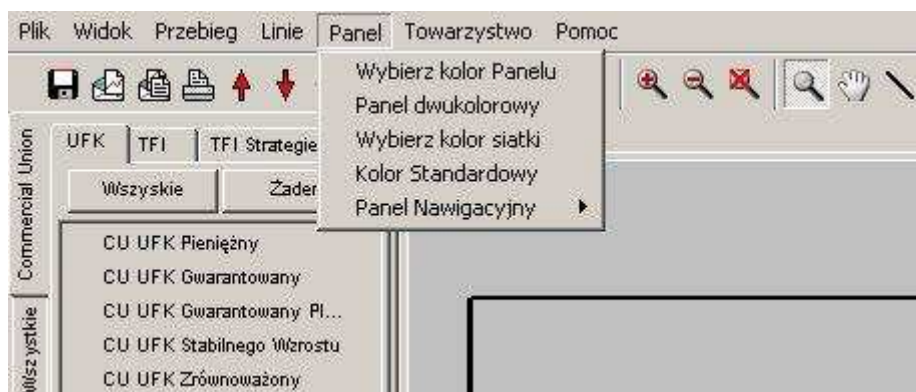 Plik Widok Przebieg Linie Panel Towarzystwo Pomoc
Wybierz kolor Panelu
Panel dwukolorowy
Wybierz kolor siatki
Kolor Standardowy
Panel Nawigacyjny
Commercial Union
Wszystkie
UFK TFI TFI Strategie
Wszyskie Żaden
CU UFK Pieniężny
CU UFK Gwarantowany
CU UFK Gwarantowany Pl...
CU UFK Stabilnego Wzrostu
CU UFK Zrównoważony